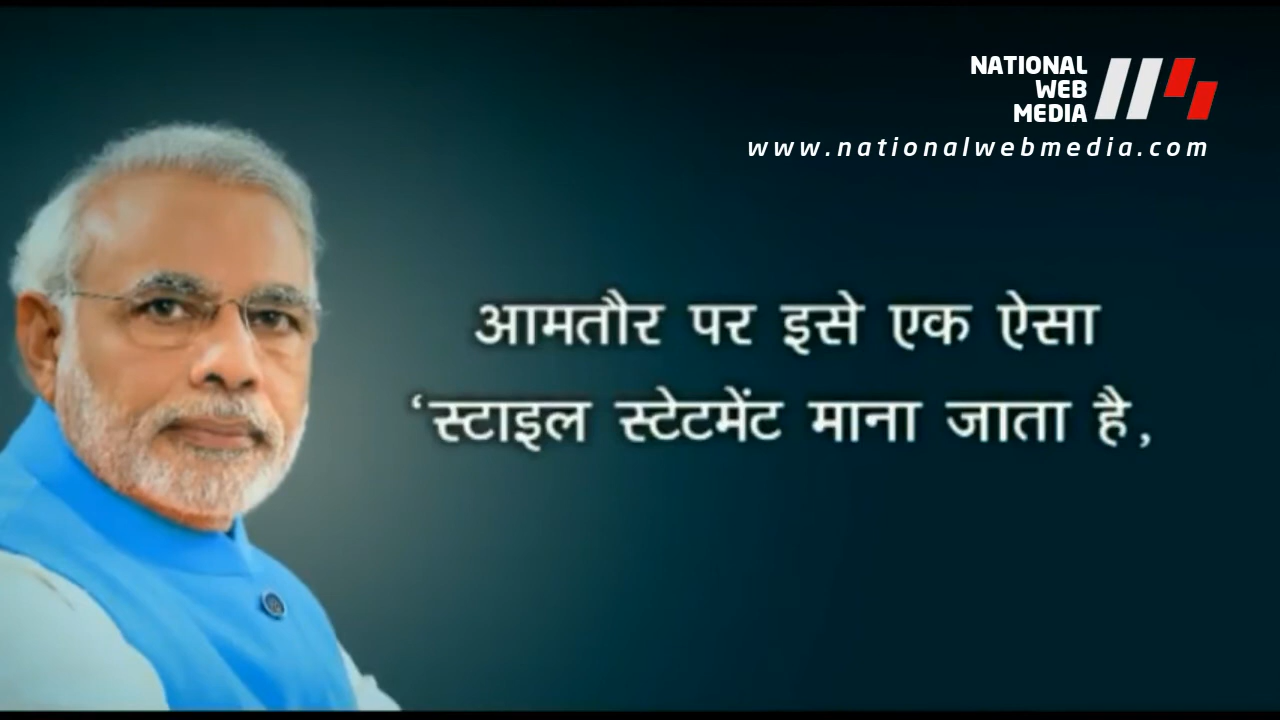 NATIONAL
WEB
MEDIA
www.nationalwebmedia.com
आमतौर पर इसे एक ऐसा
‘स्टाइल स्टेटमेंट माना जाता है,